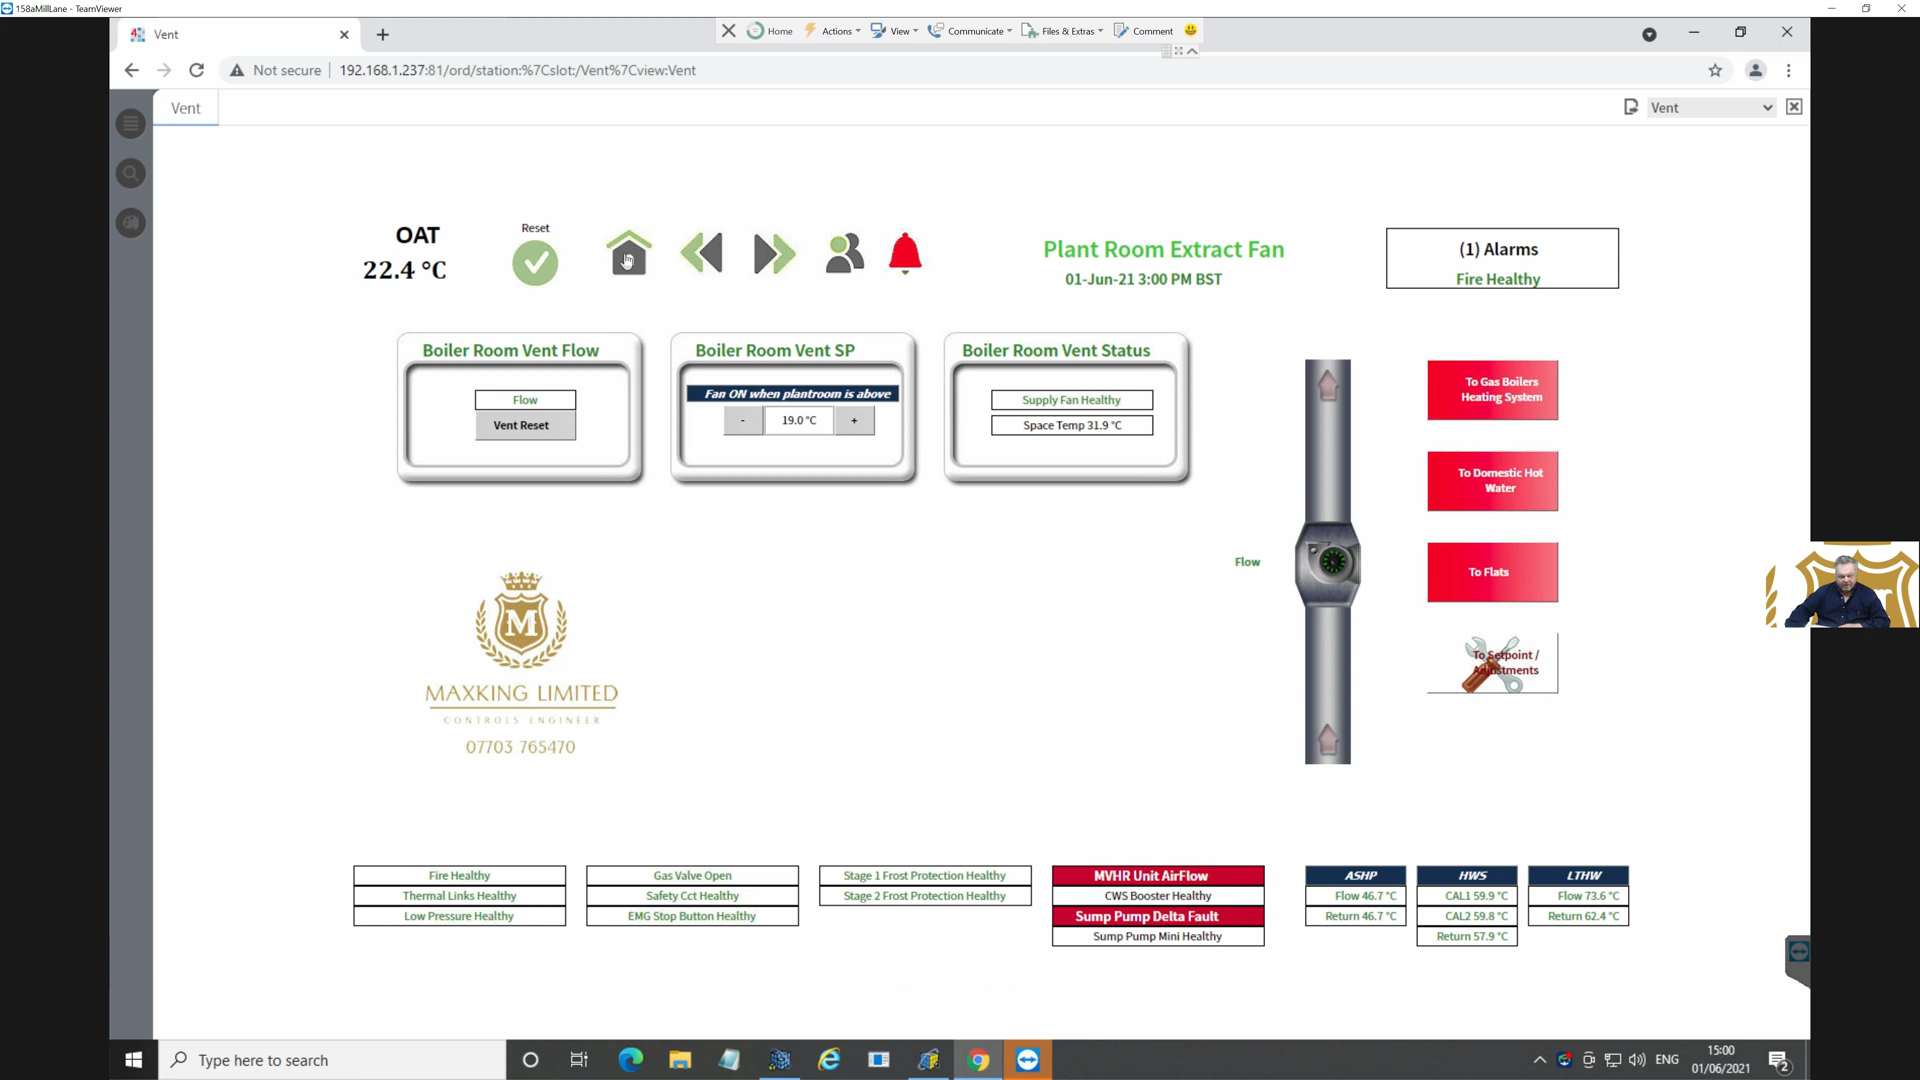 158aMillLane - TeamViewer
Vent
Home
Actions
View
Communicate
Files & Extras
Comment
Not secure
192.168.1.237:81/ord/station:%7Cslot:/Vent%7Cview:Vent
Vent
Vent
OAT
22.4 °C
Reset
Plant Room Extract Fan
01-Jun-21 3:00 PM BST
(1) Alarms
Fire Healthy
Boiler Room Vent Flow
Flow
Vent Reset
Boiler Room Vent SP
Fan ON when plantroom is above
- 19.0 °C +
Boiler Room Vent Status
Supply Fan Healthy
Space Temp 31.9 °C
To Gas Boilers
Heating System
To Domestic Hot
Water
Flow
To Flats
To Setpoint /
Adjustments
M
MAXKING LIMITED
CONTROLS ENGINEER
07703 765470
Fire Healthy
Thermal Links Healthy
Low Pressure Healthy
Gas Valve Open
Safety Cct Healthy
EMG Stop Button Healthy
Stage 1 Frost Protection Healthy
Stage 2 Frost Protection Healthy
MVHR Unit AirFlow
CWS Booster Healthy
Sump Pump Delta Fault
Sump Pump Mini Healthy
ASHP
Flow 46.7 °C
Return 46.7 °C
HWS
CAL1 59.9 °C
CAL2 59.8 °C
Return 57.9 °C
LTHW
Flow 73.6 °C
Return 62.4 °C
Type here to search
ENG
15:00
01/06/2021
2